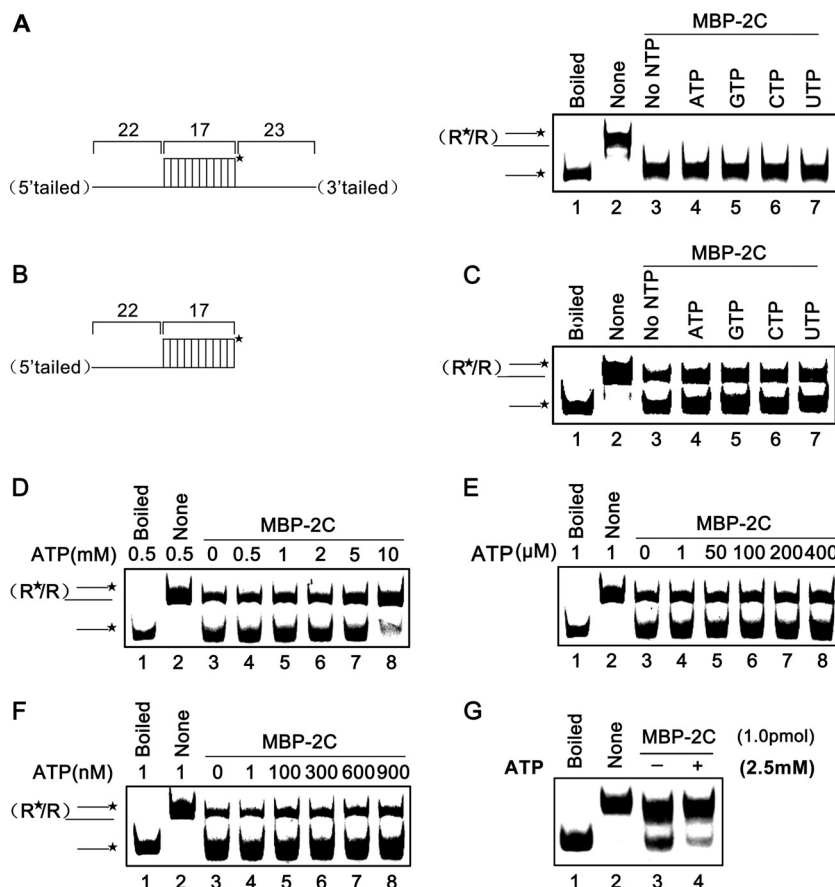 A
22 17 23
★
(5'tailed) (3'tailed)
MBP-2C
Boiled None No NTP ATP GTP CTP UTP
(R★/R) ★
★
1 2 3 4 5 6 7
B
22 17
★
(5'tailed)
C
MBP-2C
Boiled None No NTP ATP GTP CTP UTP
(R★/R) ★
★
1 2 3 4 5 6 7
D
Boiled None MBP-2C
ATP(mM) 0.5 0.5 0 0.5 1 2 5 10
(R★/R) ★
★
1 2 3 4 5 6 7 8
E
Boiled None MBP-2C
ATP(μM) 1 1 0 1 50 100 200 400
1 2 3 4 5 6 7 8
F
Boiled None MBP-2C
ATP(nM) 1 1 0 1 100 300 600 900
(R★/R) ★
★
1 2 3 4 5 6 7 8
G
Boiled None MBP-2C (1.0pmol)
ATP − + (2.5mM)
1 2 3 4